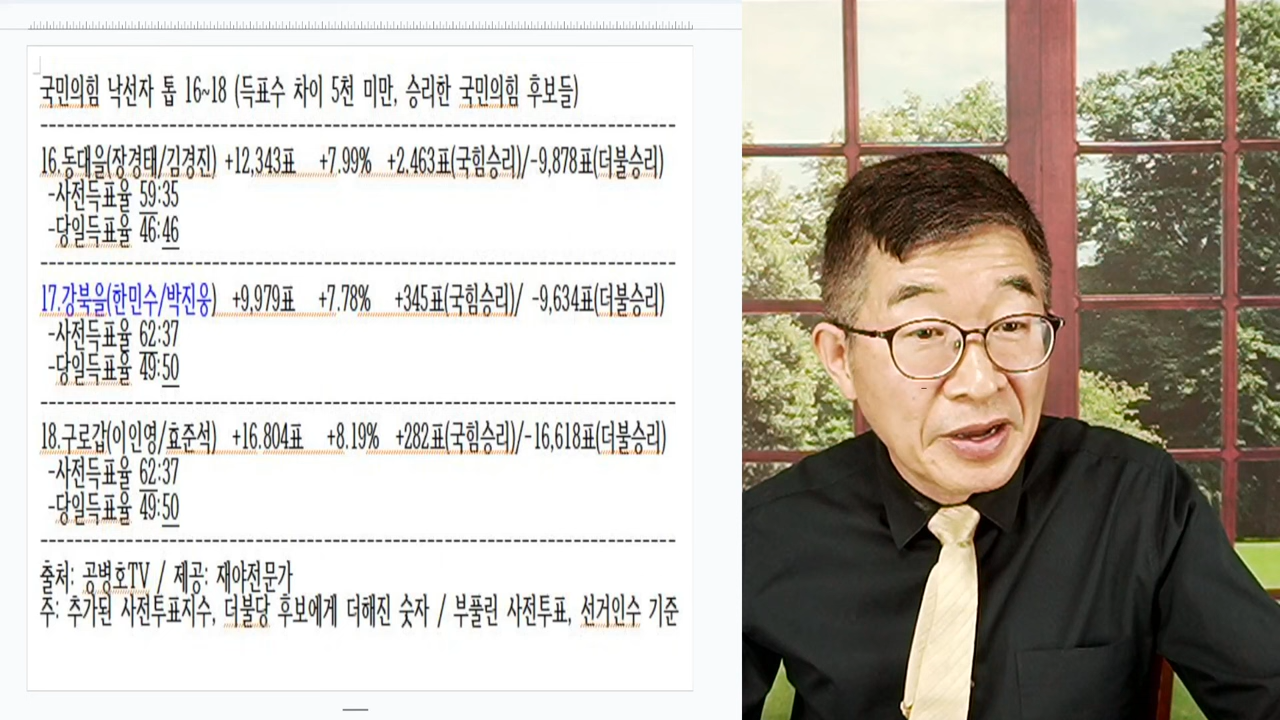 국민의힘 낙선자 톱 16~18 (득표수 차이 5천 미만, 승리한 국민의힘 후보들)
16.동대을(장경태/김경진) +12,343표 +7.99% +2.463표(국힘승리)/-9,878표(더불승리)
-사전득표율 59:35
-당일득표율 46:46
17.강북을(한민수/박진웅) +9,979표 +7.78% +345표(국힘승리)/ -9,634표(더불승리)
-사전득표율 62:37
-당일득표율 49:50
18.구로갑(이인영/효준석) +16.804표 +8.19% +282표(국힘승리)/-16,618표(더불승리)
-사전득표율 62:37
-당일득표율 49:50
출처: 공병호TV / 제공: 재야전문가
주: 추가된 사전투표지수, 더불당 후보에게 더해진 숫자 / 부풀린 사전투표, 선거인수 기준